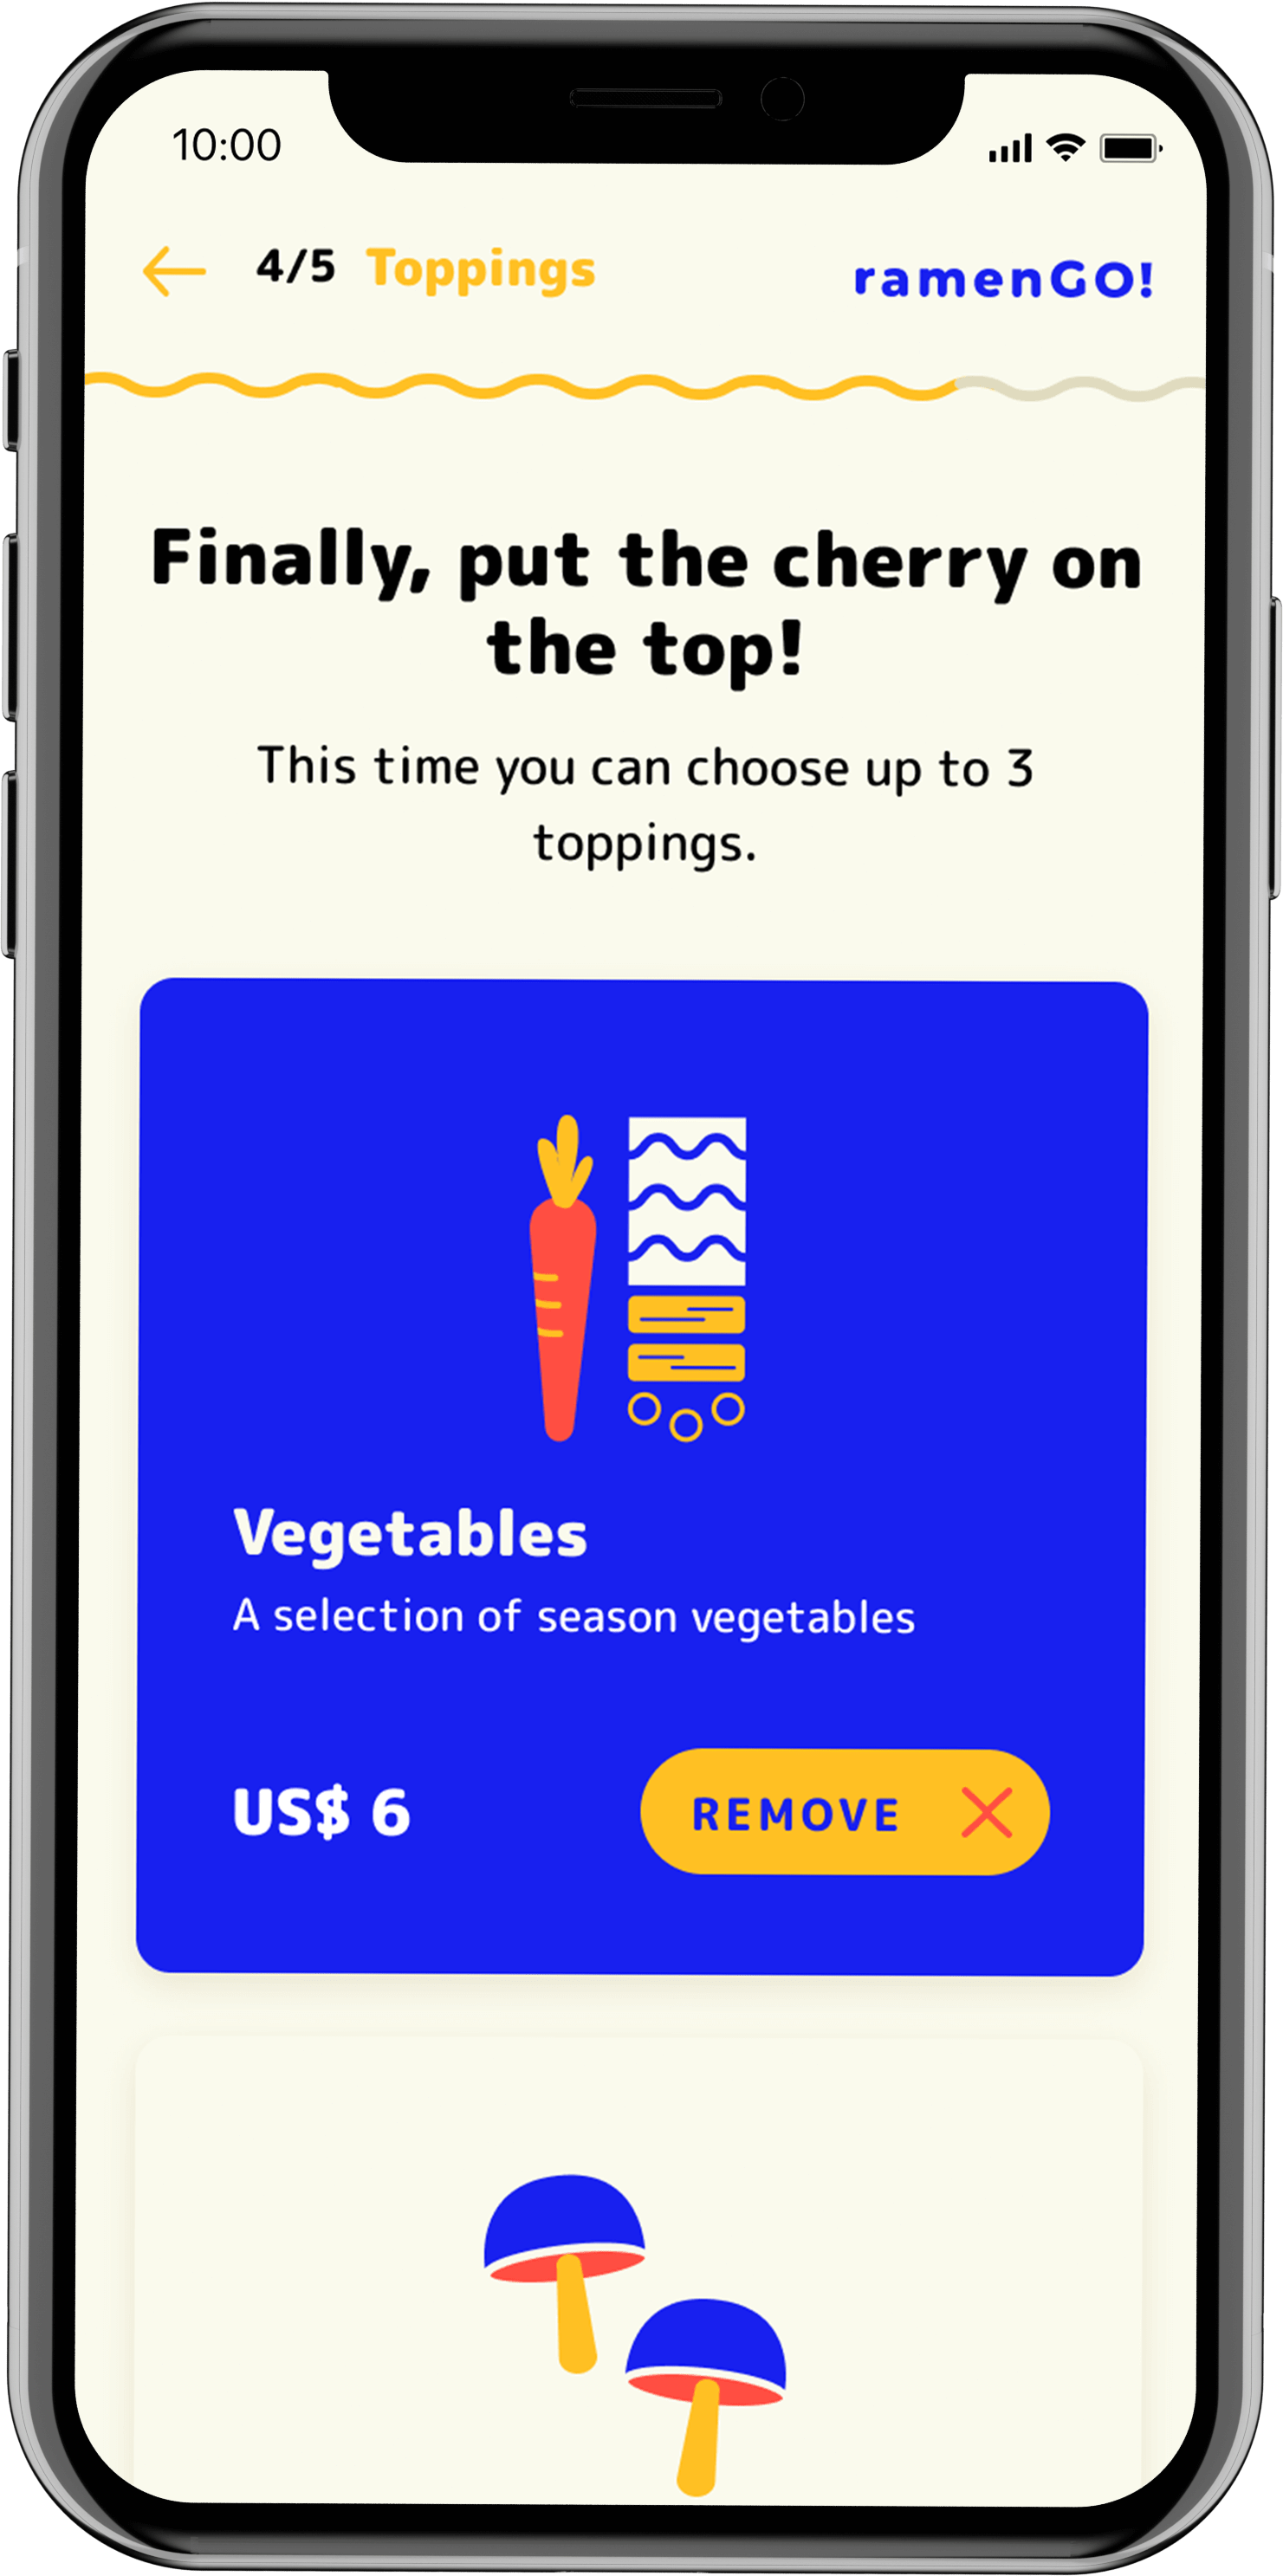 10:00
4/5 Toppings
ramenGO!
Finally, put the cherry on
the top!
This time you can choose up to 3
toppings.
Vegetables
A selection of season vegetables
US$ 6
REMOVE